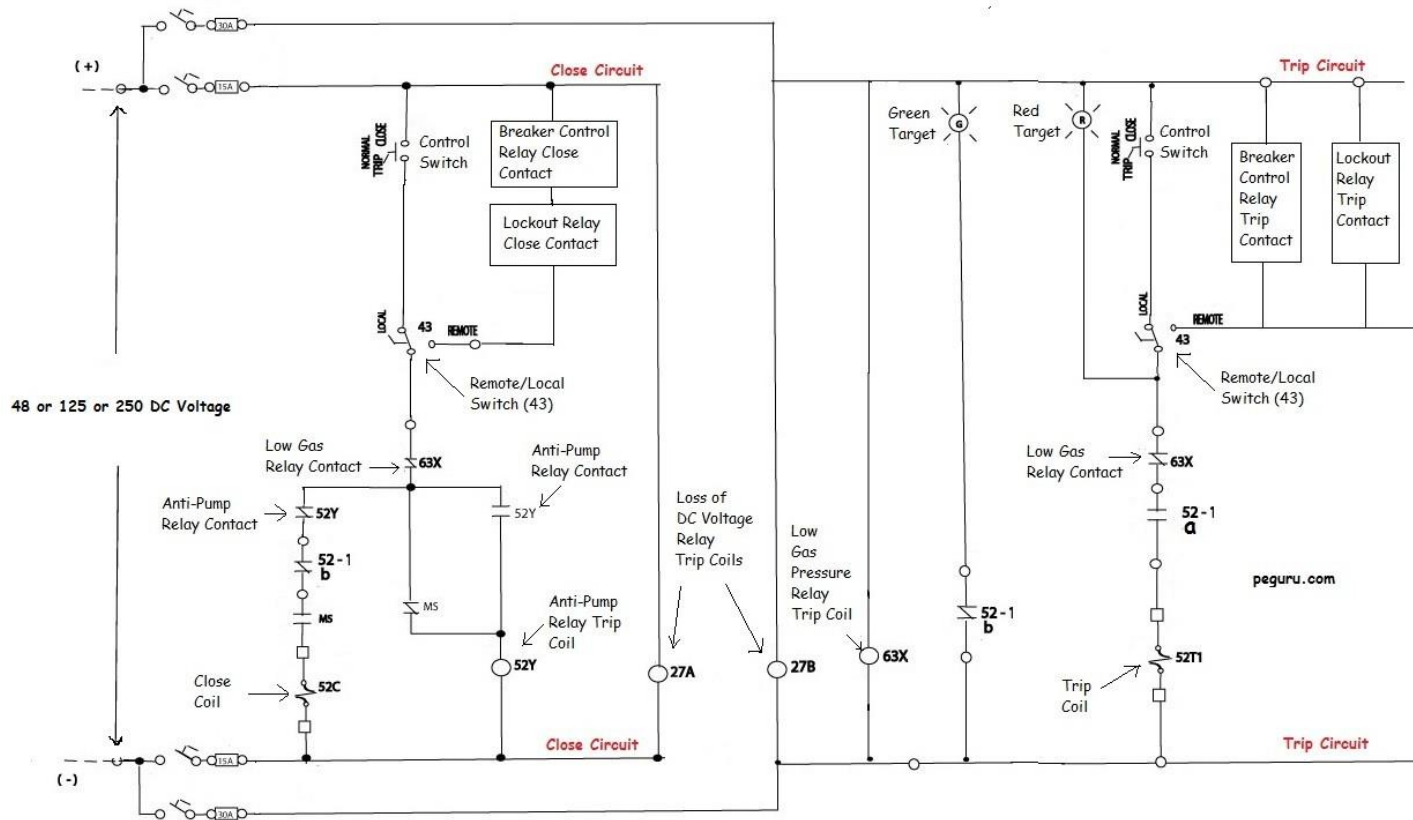 30A
(+)
15A
Close Circuit
Trip Circuit
NORMAL
TRIP CLOSE
Control
Switch
Breaker Control
Relay Close
Contact
Lockout Relay
Close Contact
LOCAL
43
REMOTE
Remote/Local
Switch (43)
48 or 125 or 250 DC Voltage
Low Gas
Relay Contact
63X
Anti-Pump
Relay Contact
52Y
Anti-Pump
Relay Contact
52Y
52-1
b
MS
MS
Close
Coil
52C
Anti-Pump
Relay Trip
Coil
52Y
27A
Loss of
DC Voltage
Relay
Trip Coils
27B
Low
Gas
Pressure
Relay
Trip Coil
63X
Green
Target
G
Red
Target
R
NORMAL
TRIP CLOSE
Control
Switch
Breaker
Control
Relay
Trip
Contact
Lockout
Relay
Trip
Contact
LOCAL
REMOTE
43
Remote/Local
Switch (43)
Low Gas
Relay Contact
63X
52-1
a
52-1
b
peguru.com
52T1
Trip
Coil
Close Circuit
Trip Circuit
15A
(-)
30A